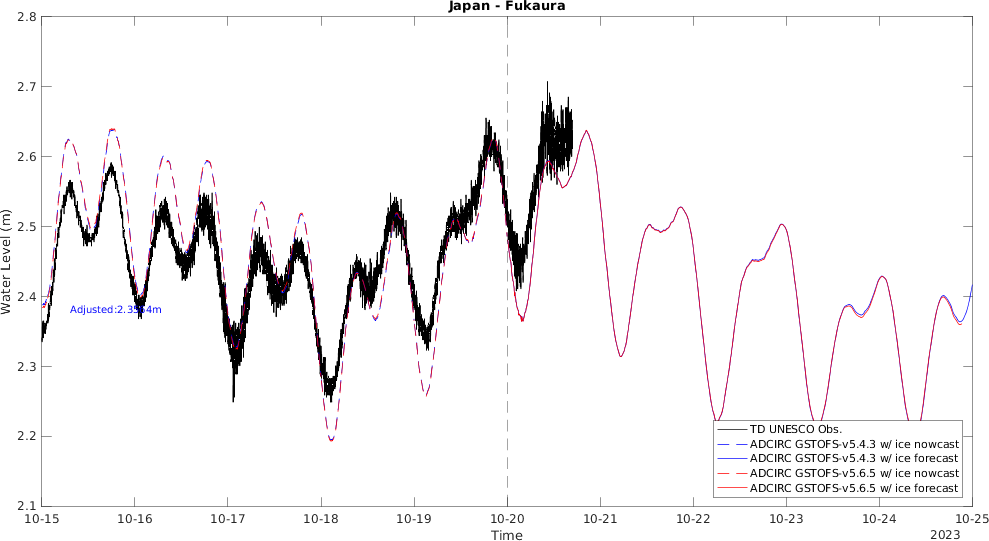 Japan - Fukaura
2.8
2.7
2.6
2.5
2.4
2.3
2.2
2.1
Water Level (m)
Adjusted:2.3564m
TD UNESCO Obs.
ADCIRC GSTOFS-v5.4.3 w/ ice nowcast
ADCIRC GSTOFS-v5.4.3 w/ ice forecast
ADCIRC GSTOFS-v5.6.5 w/ ice nowcast
ADCIRC GSTOFS-v5.6.5 w/ ice forecast
10-15 10-16 10-17 10-18 10-19 10-20 10-21 10-22 10-23 10-24 10-25
Time
2023